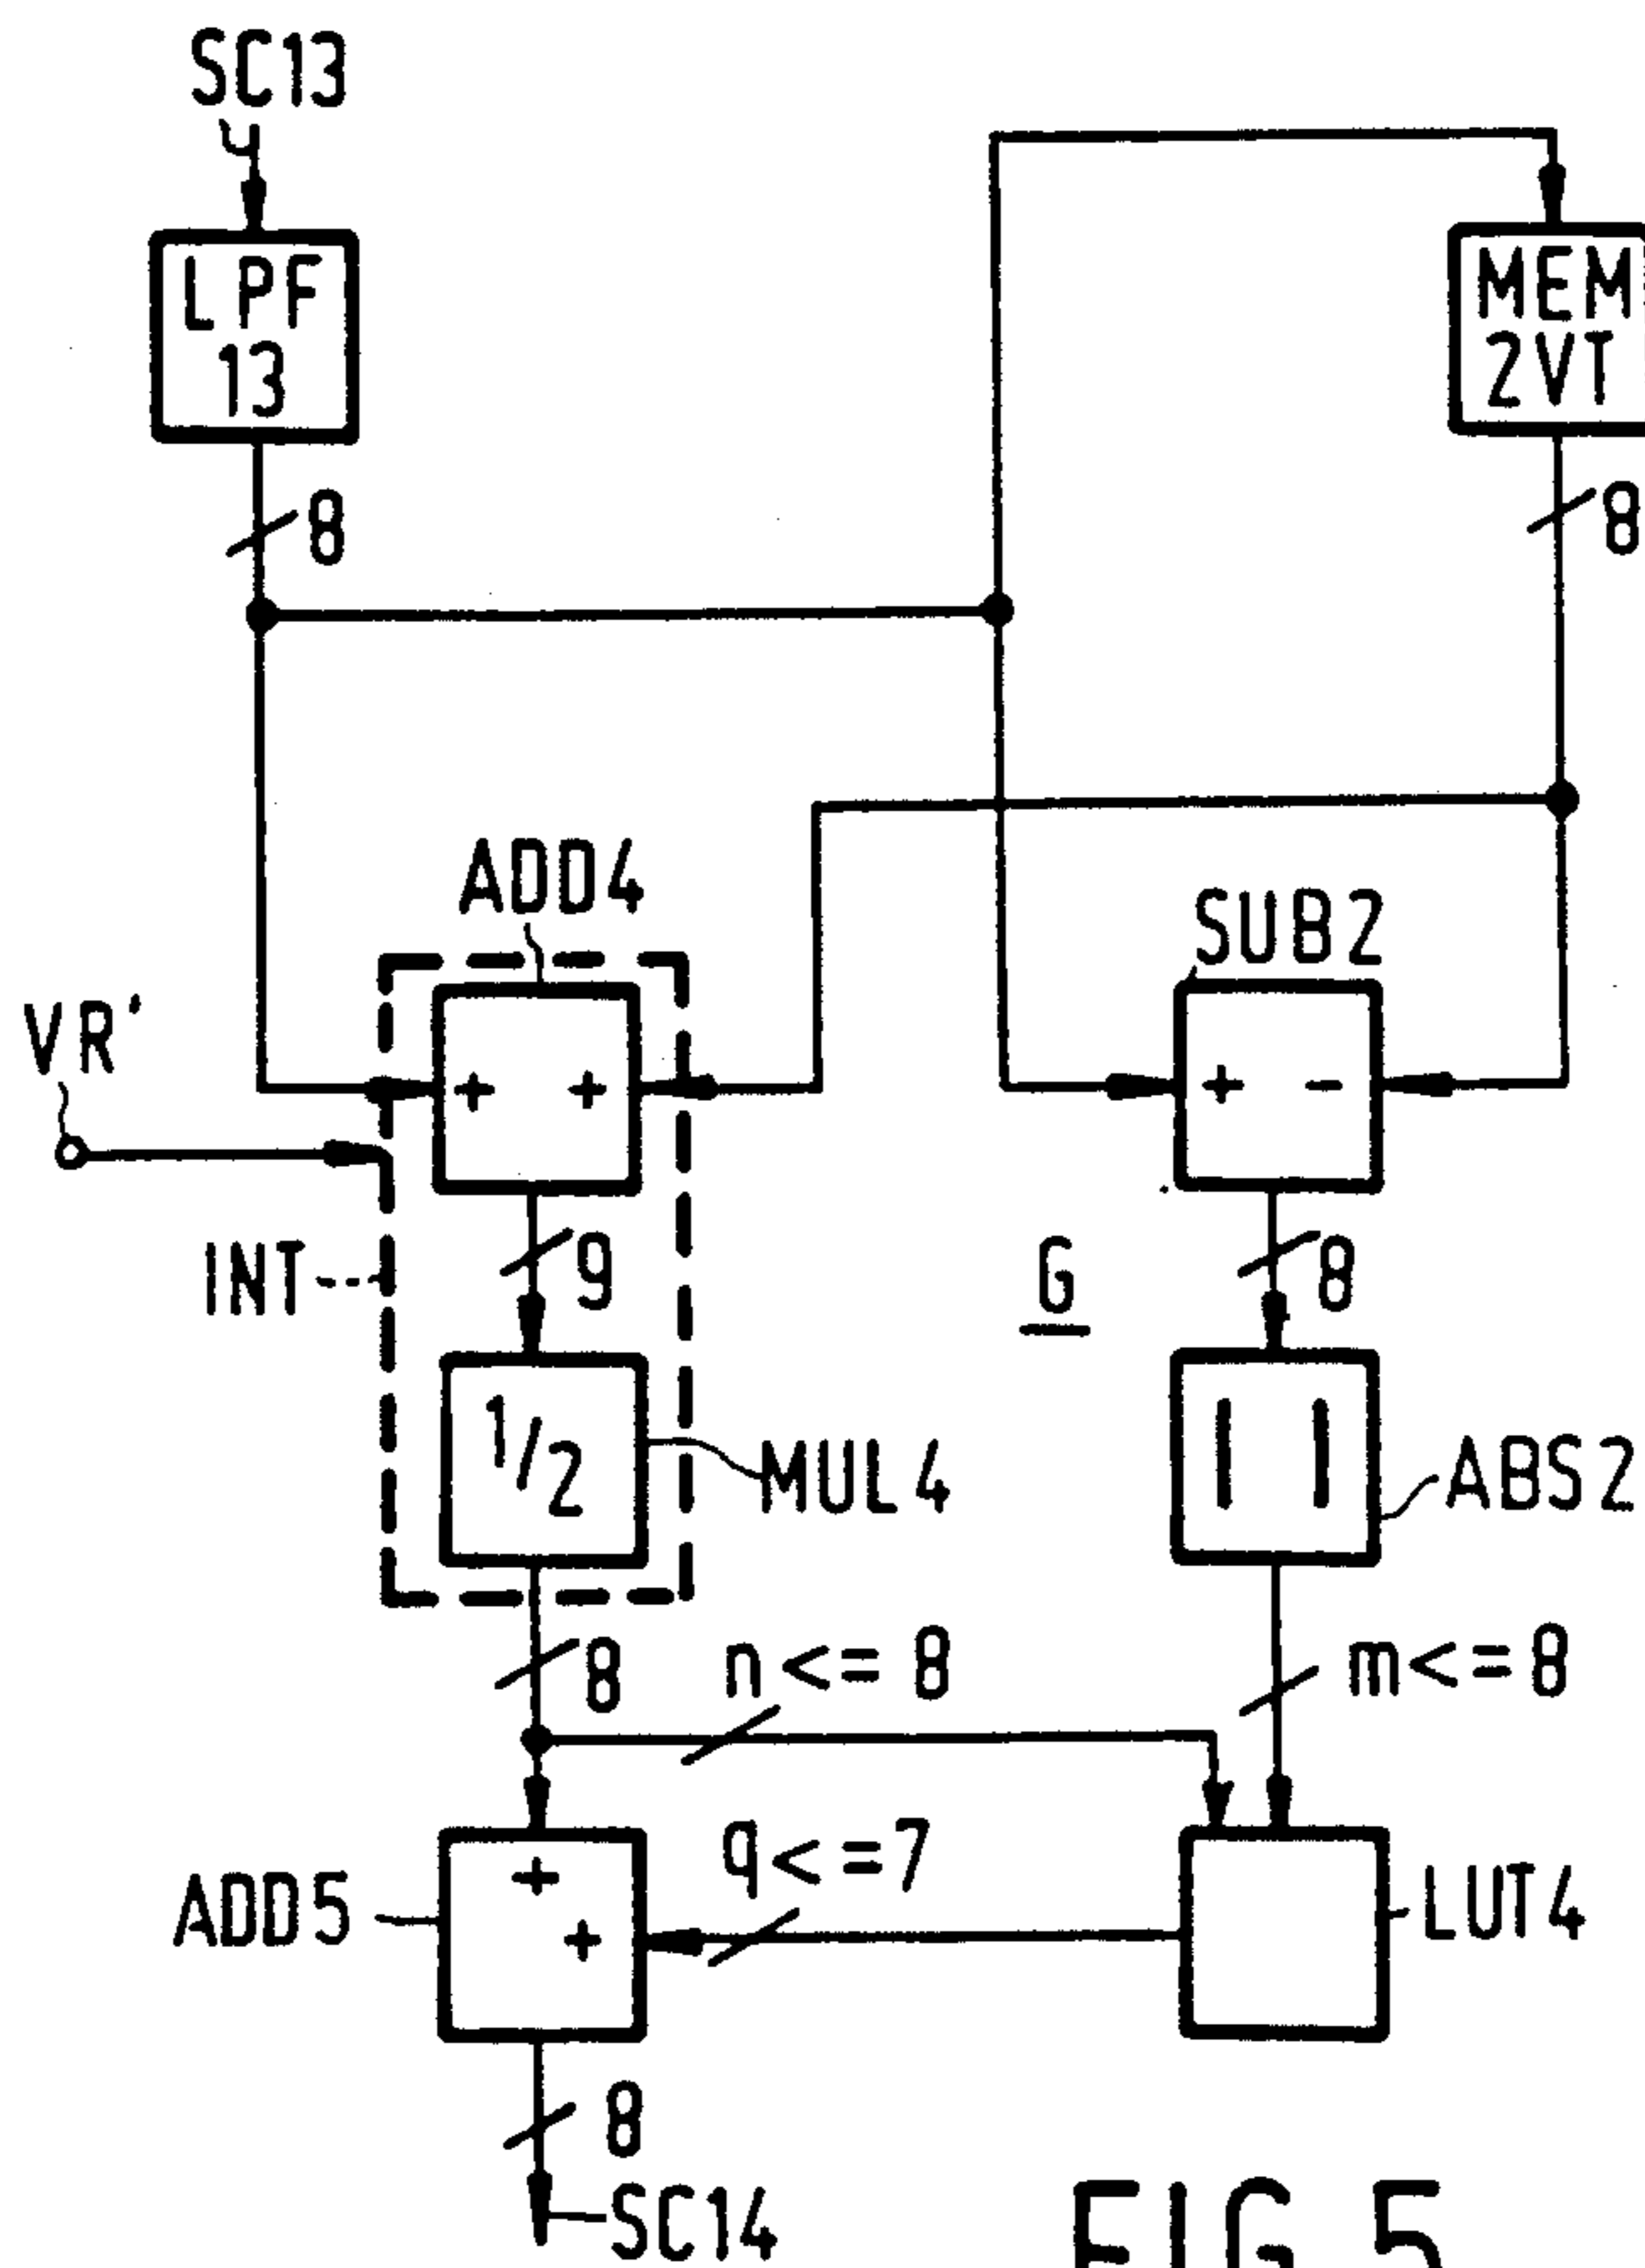 SC13
LPF
13
MEM
2VT
8
8
ADD4
SUB2
VR'
+ +
+ -
INT
9
G
8
1/2
MUL4
| |
ABS2
8
n<=8
m<=8
ADD5
+
+
q<=7
LUT4
8
SC14
FIG.5